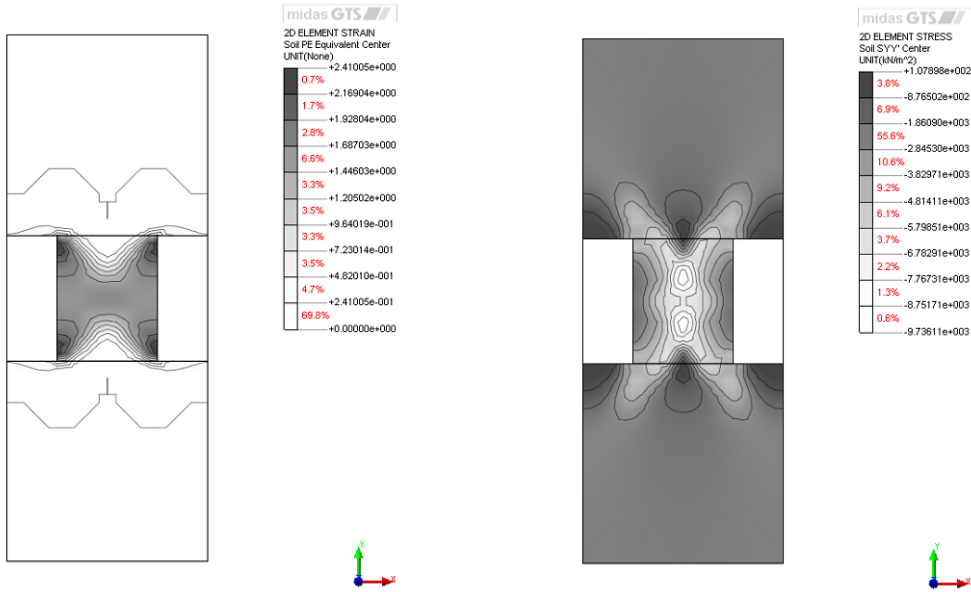 midas GTS
2D ELEMENT STRAIN
Soil PE Equivalent Center
UNIT(None)
+2.41005e+000
0.7%
+2.16904e+000
1.7%
+1.92804e+000
2.8%
+1.68703e+000
6.6%
+1.44603e+000
3.3%
+1.20502e+000
3.5%
+9.64019e-001
3.3%
+7.23014e-001
3.5%
+4.82010e-001
4.7%
+2.41005e-001
69.8%
+0.00000e+000
Y
X
midas GTS
2D ELEMENT STRESS
Soil SYY' Center
UNIT(kN/m^2)
+1.07898e+002
3.8%
-8.76502e+002
6.9%
-1.86090e+003
55.6%
-2.84530e+003
10.6%
-3.82971e+003
9.2%
-4.81411e+003
6.1%
-5.79851e+003
3.7%
-6.78291e+003
2.2%
-7.76731e+003
1.3%
-8.75171e+003
0.6%
-9.73611e+003
Y
X